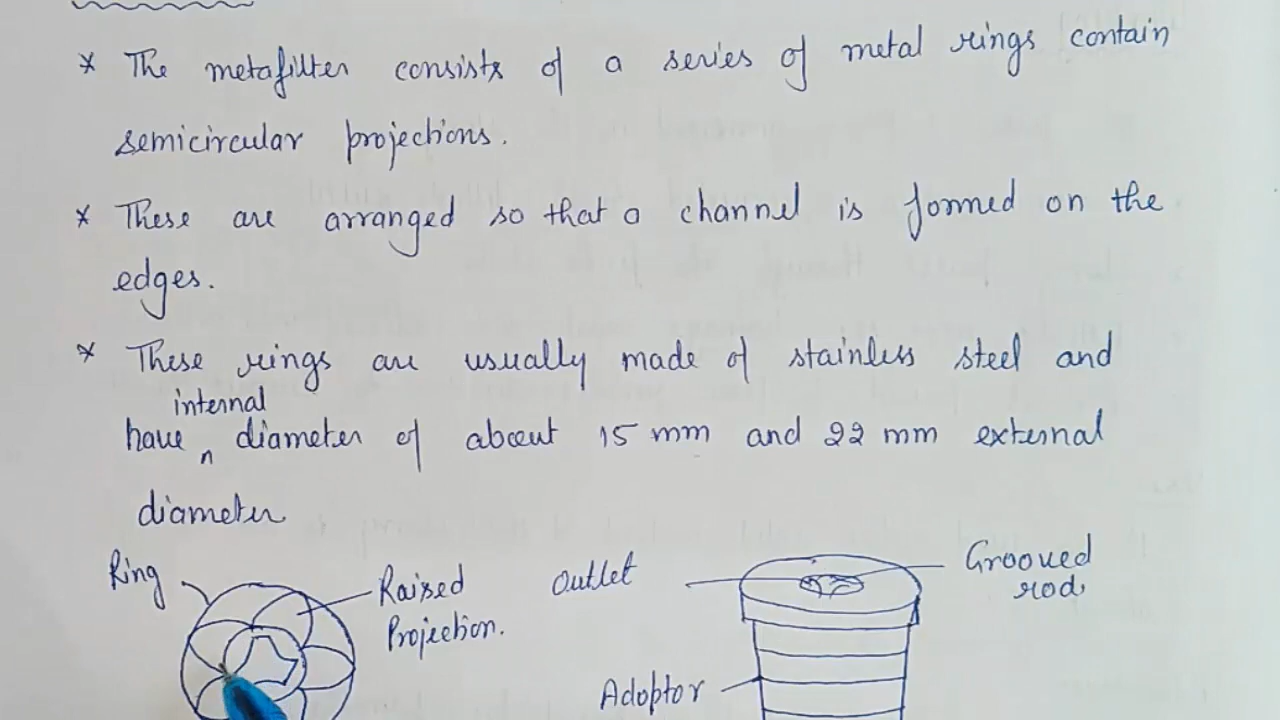 * The metafilter consists of a series of metal rings contain
semicircular projections.
* These are arranged so that a channel is formed on the
edges.
* These rings are usually made of stainless steel and
internal
have ^ diameter of about 15 mm and 22 mm external
diameter
Ring
Raised
Projection.
Outlet
Grooved
rod
Adoptor